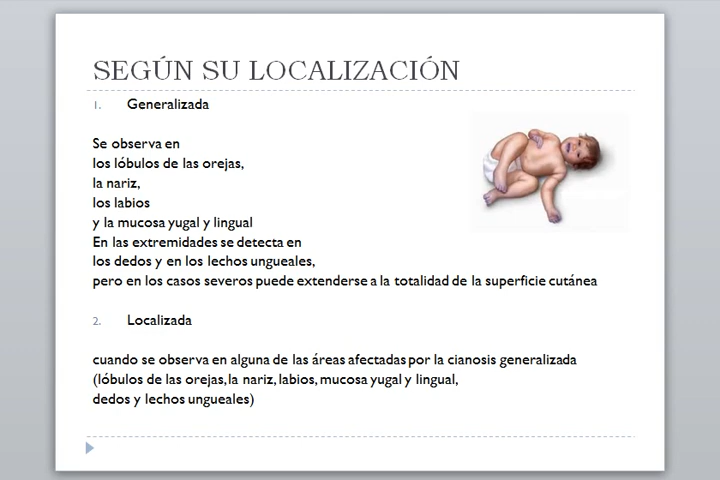 SEGÚN SU LOCALIZACIÓN
1. Generalizada
Se observa en
los lóbulos de las orejas,
la nariz,
los labios
y la mucosa yugal y lingual
En las extremidades se detecta en
los dedos y en los lechos ungueales,
pero en los casos severos puede extenderse a la totalidad de la superficie cutánea
2. Localizada
cuando se observa en alguna de las áreas afectadas por la cianosis generalizada
(lóbulos de las orejas, la nariz, labios, mucosa yugal y lingual,
dedos y lechos ungueales)